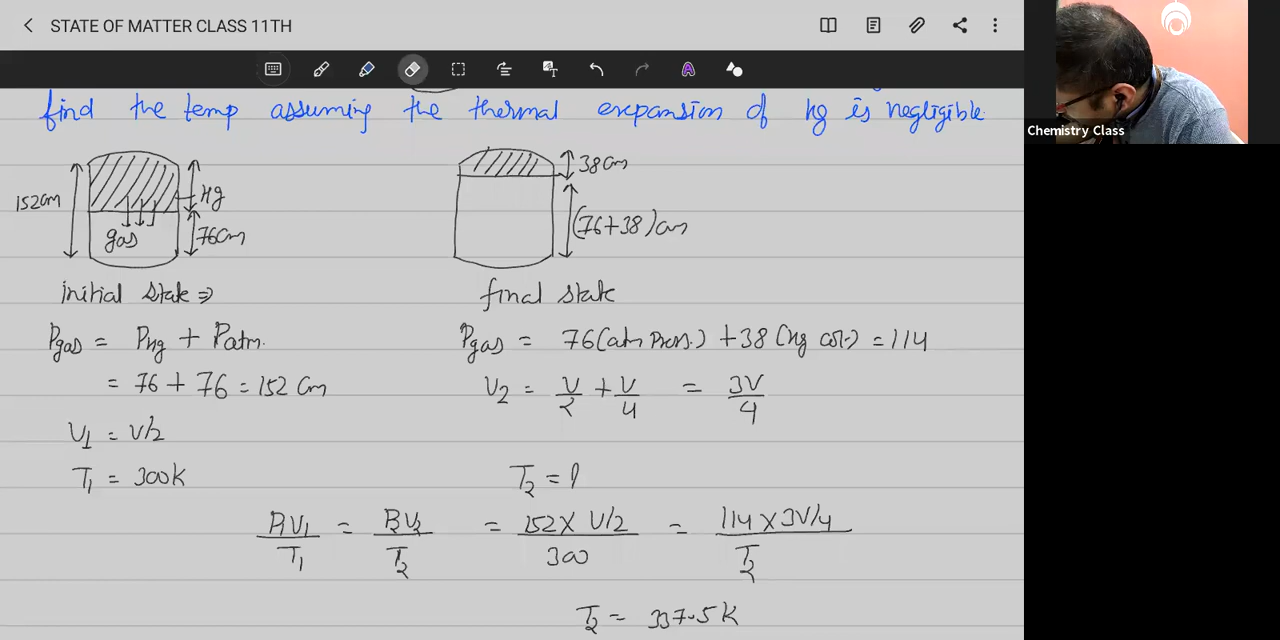 STATE OF MATTER CLASS 11TH
find the temp assuming the thermal expansion of hg is negligible.
152cm
Hg
gas
76cm
38cm
(76+38)cm
initial state ⇒
final state
Pgas = PHg + Patm.
= 76 + 76 = 152 Cm
V1 = V/2
T1 = 300K
Pgas = 76(atm Press.) + 38 (Hg col.) = 114
V2 = V/2 + V/4 = 3V/4
T2 = ?
P1V1/T1 = P2V2/T2 = 152 X V/2 / 300 = 114 X 3V/4 / T2
T2 = 337.5 K
Chemistry Class